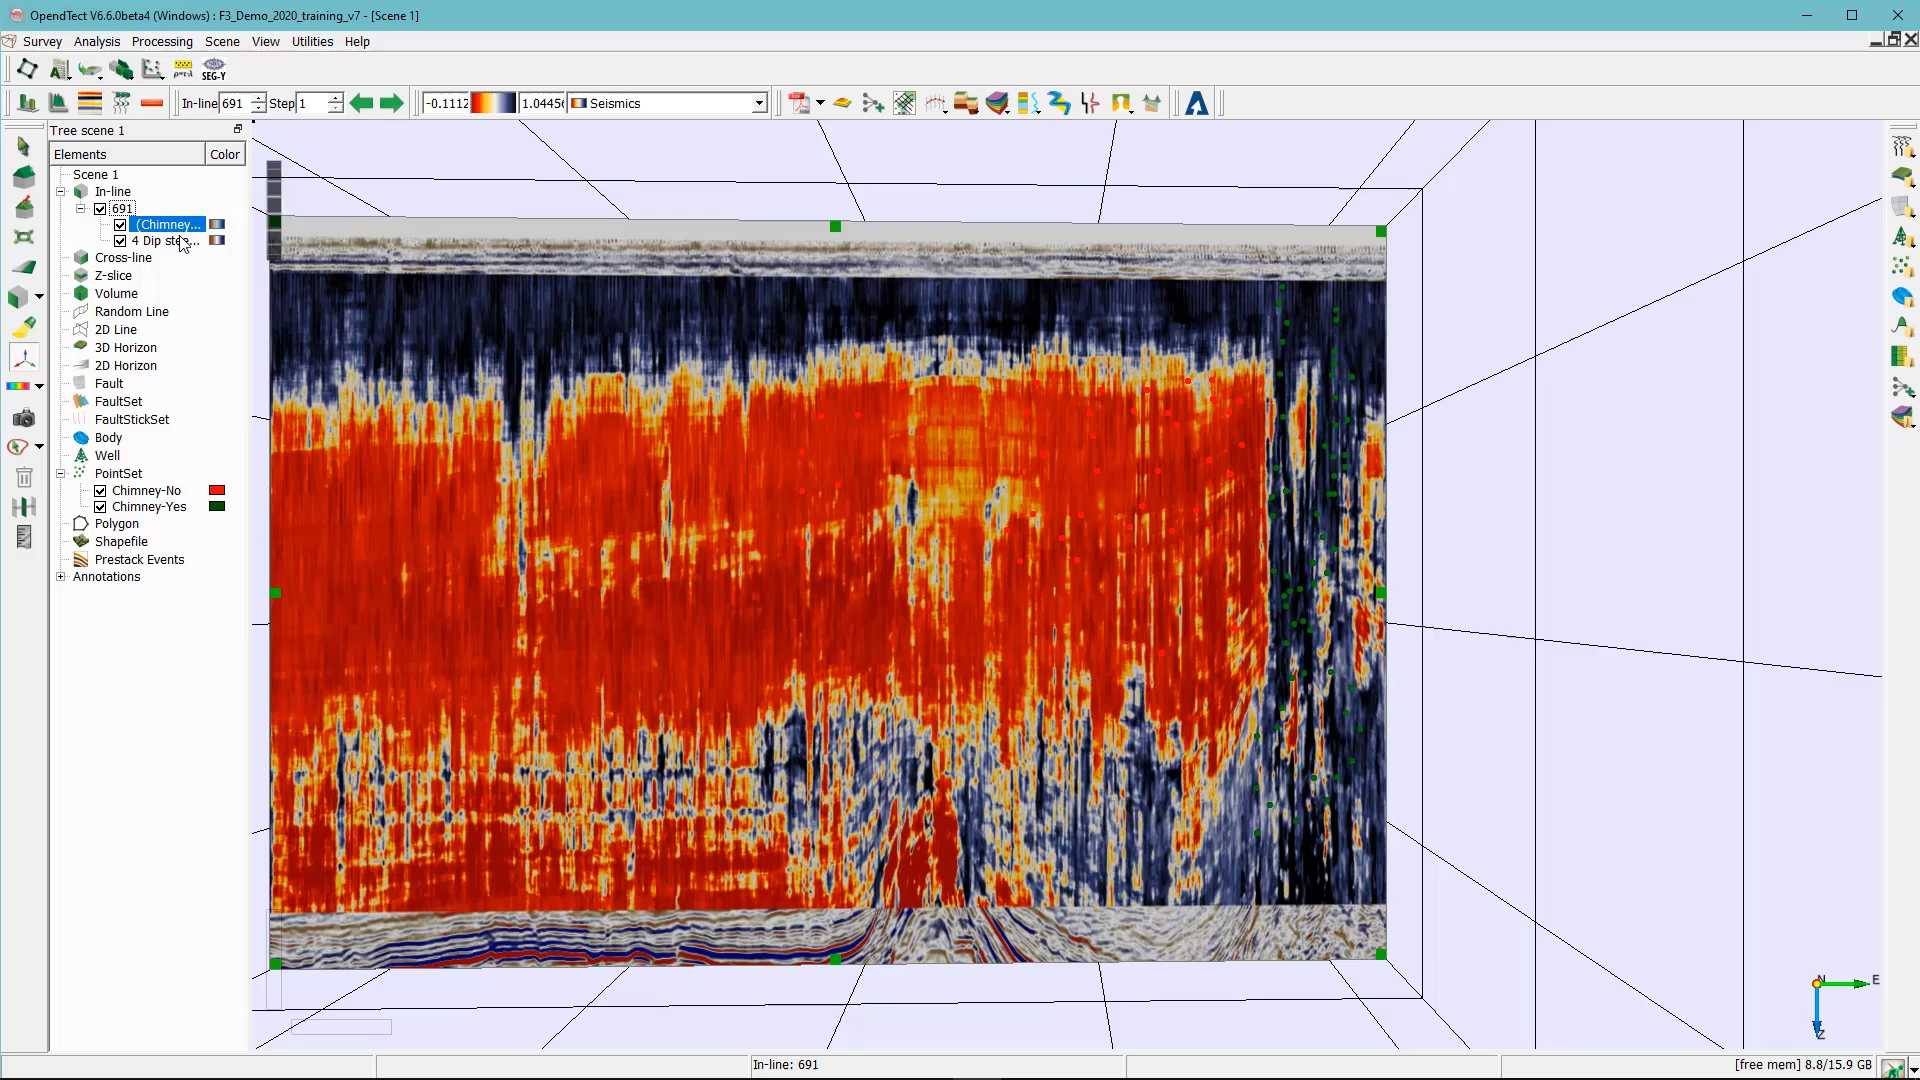 OpendTect V6.6.0beta4 (Windows) : F3_Demo_2020_training_v7 - [Scene 1]
Survey Analysis Processing Scene View Utilities Help
SEG-Y
In-line 691 Step 1 -0.1112 1.0445 Seismics
Tree scene 1
Elements Color
Scene 1
In-line
691
(Chimney...
4 Dip ste...
Cross-line
Z-slice
Volume
Random Line
2D Line
3D Horizon
2D Horizon
Fault
FaultSet
FaultStickSet
Body
Well
PointSet
Chimney-No
Chimney-Yes
Polygon
Shapefile
Prestack Events
Annotations
N E
Z
In-line: 691
[free mem] 8.8/15.9 GB